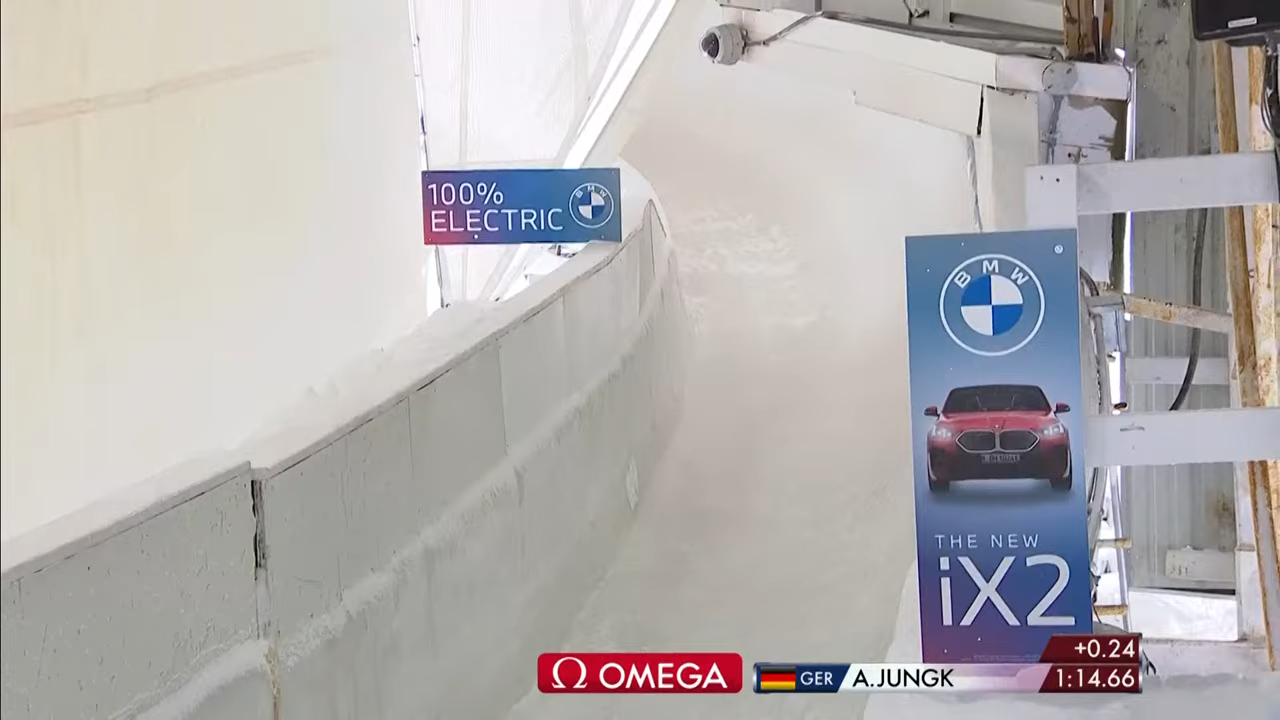 100%
ELECTRIC
BMW
BMW
THE NEW
iX2
+0.24
Ω OMEGA
GER A.JUNGK 1:14.66